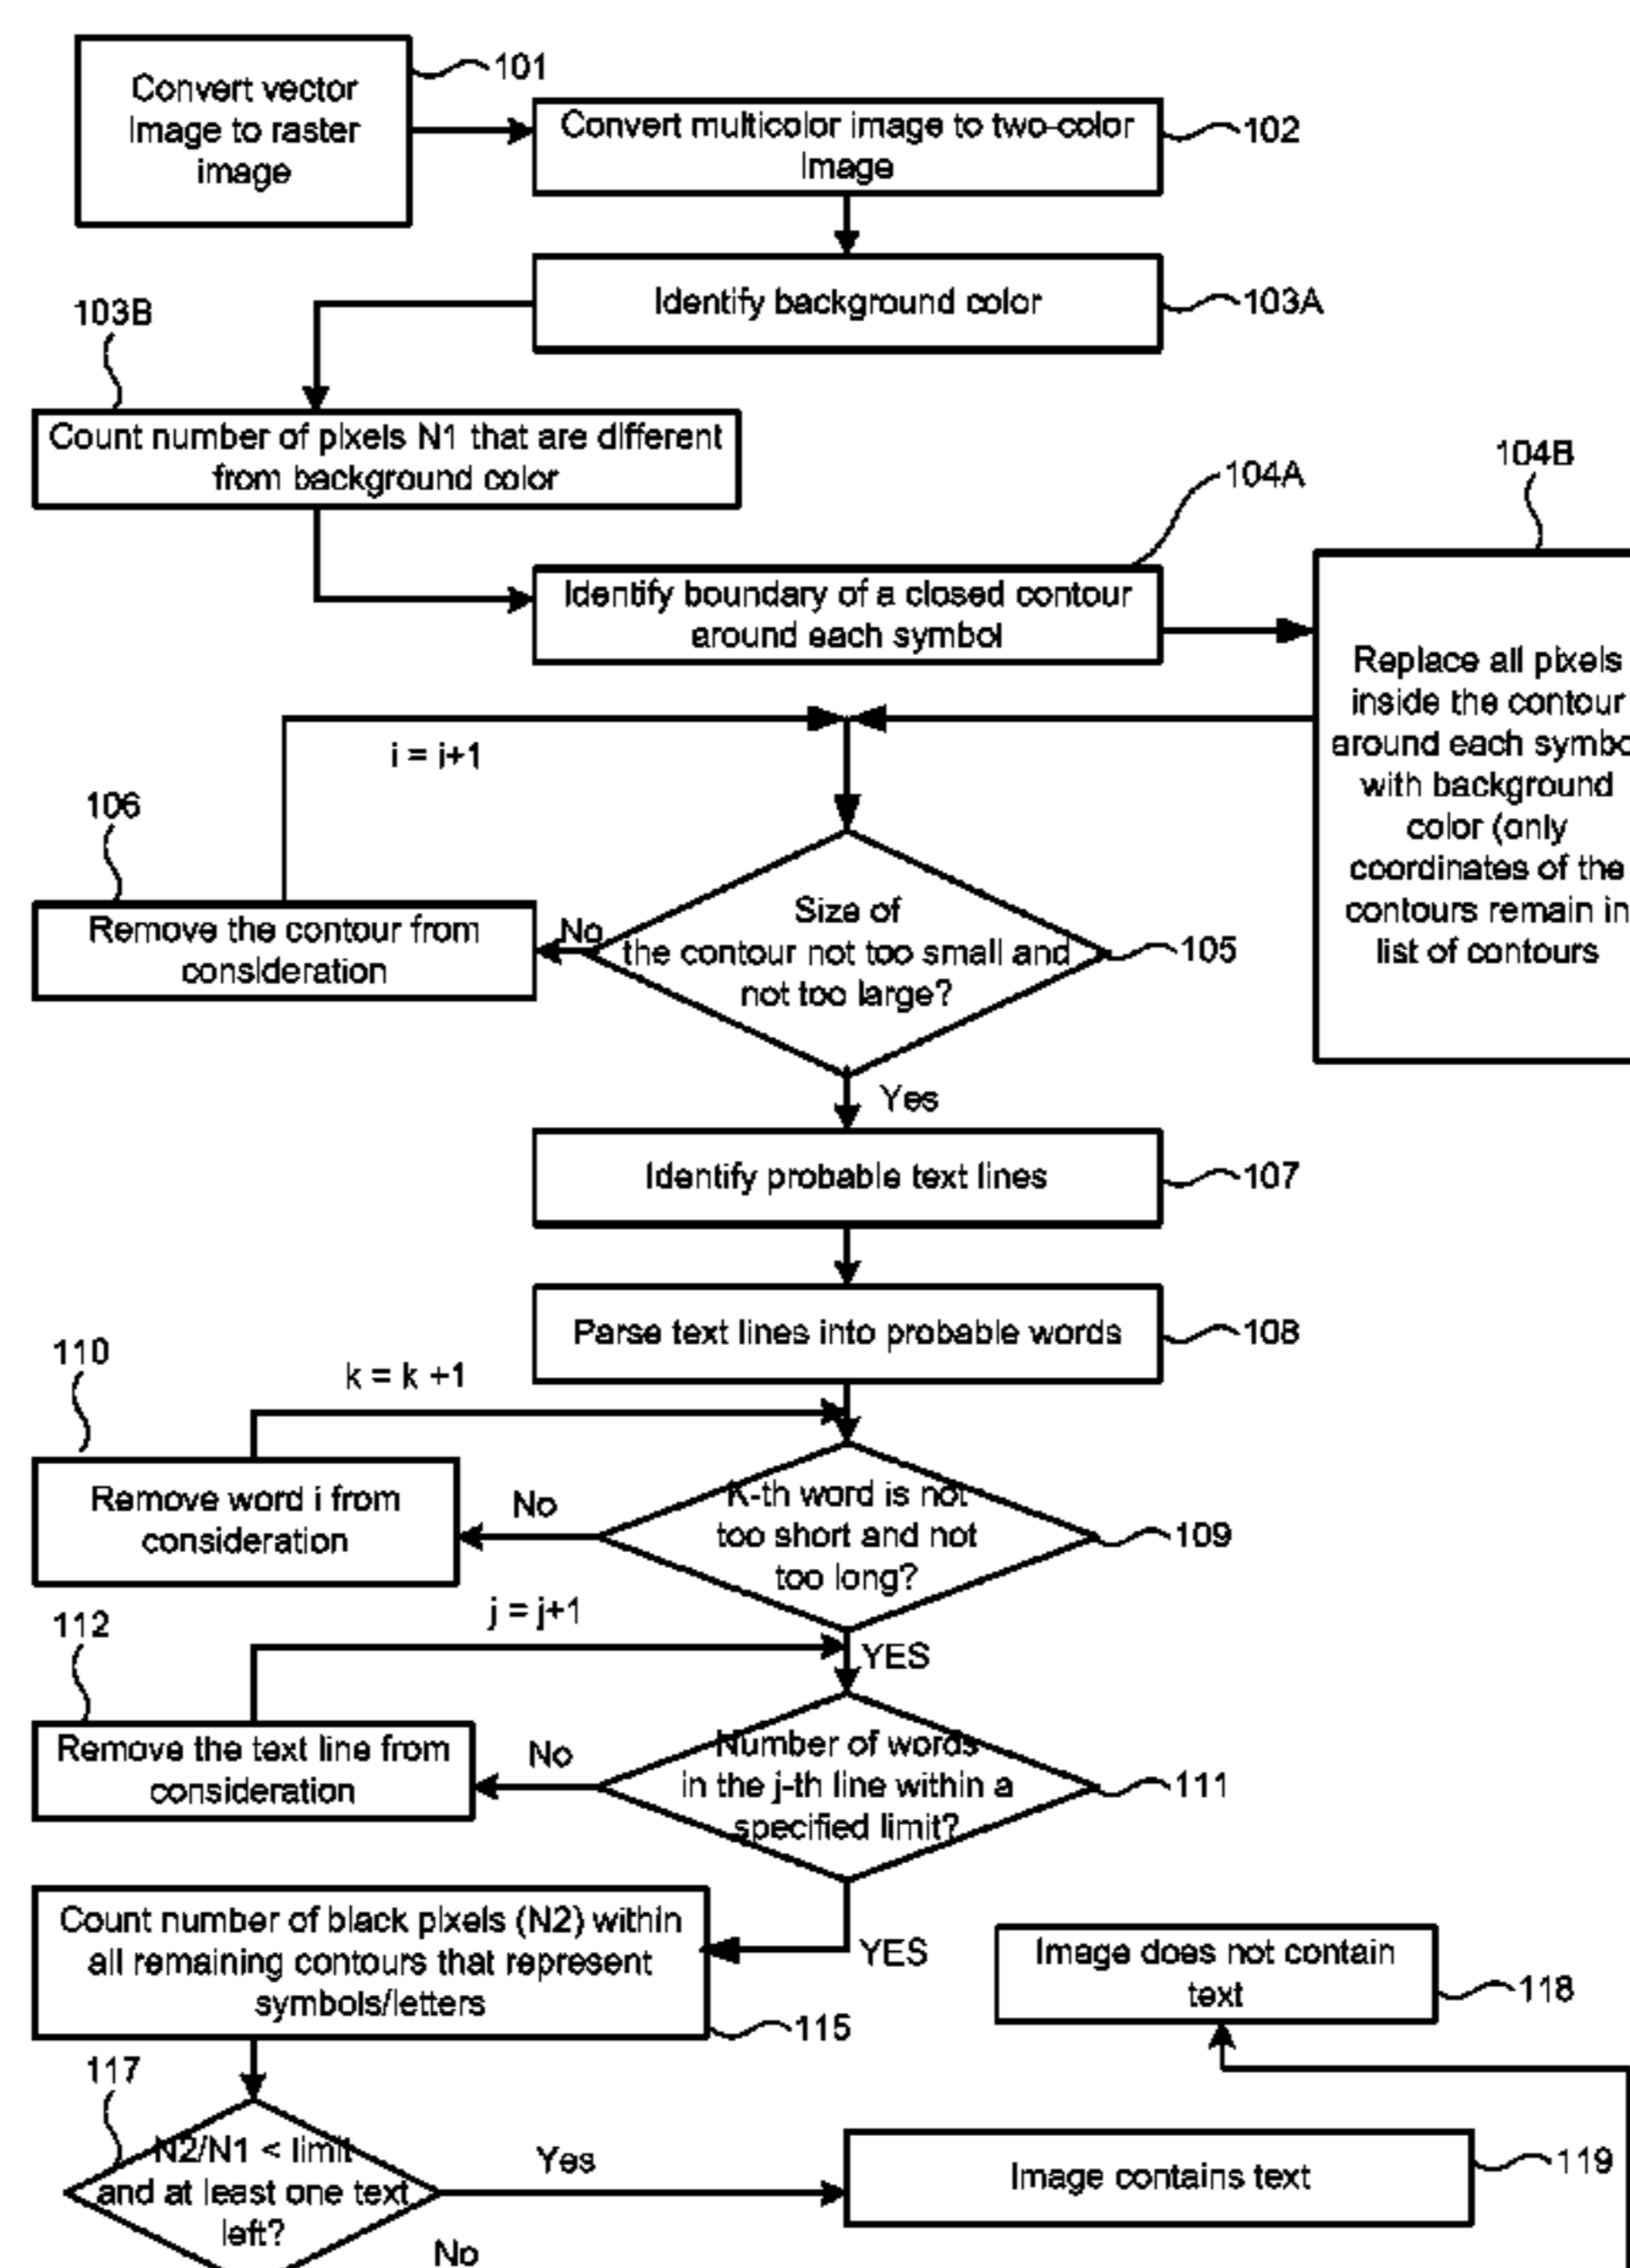 101
Convert vector
Image to raster
image
Convert multicolor image to two-color
Image
102
Identify background color
103A
103B
Count number of pixels N1 that are different
from background color
104A
104B
Identify boundary of a closed contour
around each symbol
Replace all pixels
inside the contour
around each symbo
with background
color (only
coordinates of the
contours remain in
list of contours
i = i+1
106
Remove the contour from
consideration
No
Size of
the contour not too small and
not too large?
105
Yes
Identify probable text lines
107
Parse text lines into probable words
108
110
k = k +1
Remove word i from
consideration
No
K-th word is not
too short and not
too long?
109
112
j = j+1
YES
Remove the text line from
consideration
No
Number of words
in the j-th line within a
specified limit?
111
Count number of black pixels (N2) within
all remaining contours that represent
symbols/letters
YES
115
Image does not contain
text
118
117
N2/N1 < limit
and at least one text
left?
Yes
Image contains text
119
No